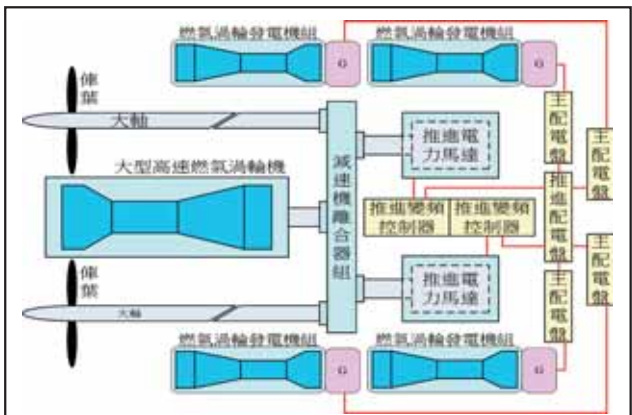 燃氣渦輪發電機組
燃氣渦輪發電機組
G
G
俥葉
大軸
減速機離合器組
推進電
力馬達
主配電盤
主配電盤
大型高速燃氣渦輪機
推進變頻
控制器
推進變頻
控制器
推進配電盤
俥葉
大軸
推進電
力馬達
主配電盤
主配電盤
燃氣渦輪發電機組
燃氣渦輪發電機組
G
G